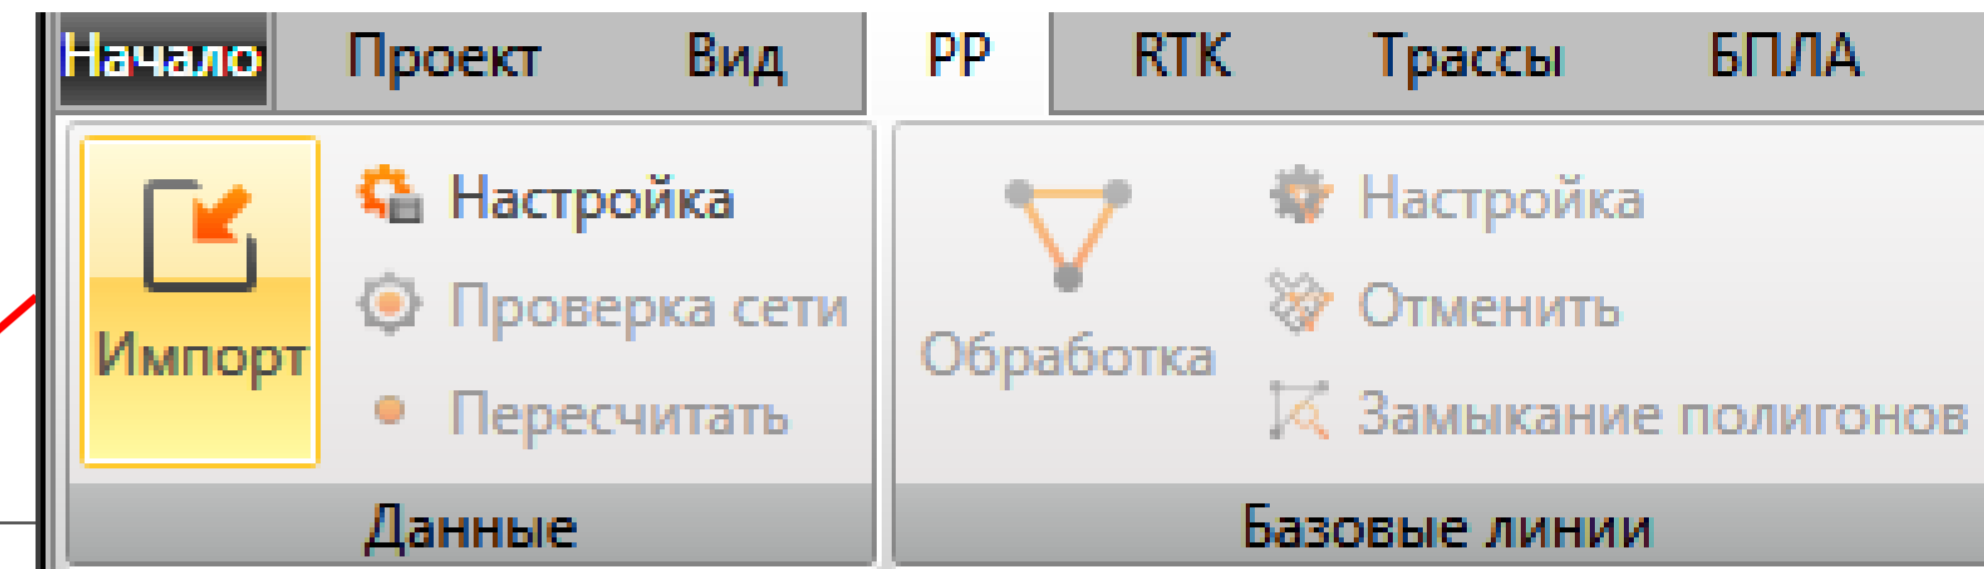 Начало Проект Вид PP RTK Трассы БПЛА
Импорт
Настройка
Проверка сети
Пересчитать
Данные
Обработка
Настройка
Отменить
Замыкание полигонов
Базовые линии